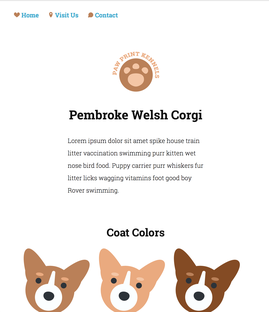 Home Visit Us Contact
PAW PRINT KENNELS
Pembroke Welsh Corgi
Lorem ipsum dolor sit amet spike house train
litter vaccination swimming purr kitten wet
nose bird food. Puppy carrier purr whiskers fur
litter licks wagging vitamins foot good boy
Rover swimming.
Coat Colors